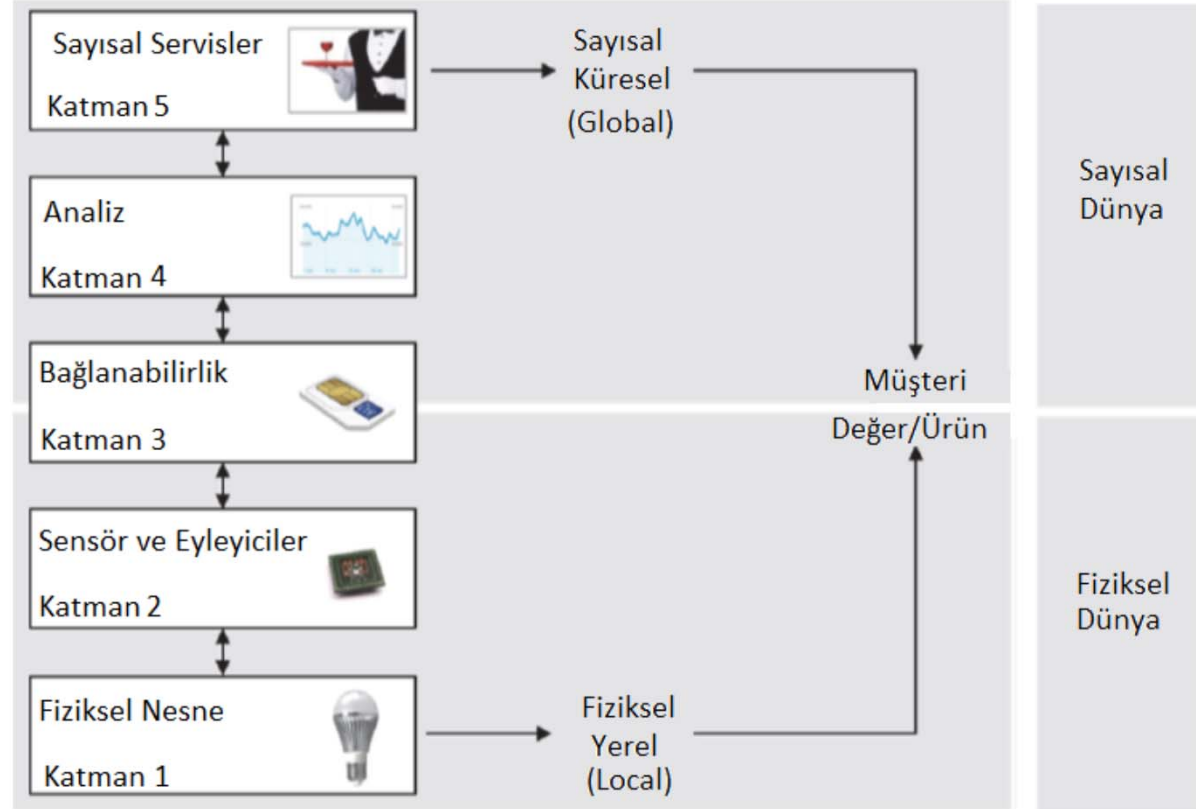 Sayısal Servisler
Katman 5
Sayısal
Küresel
(Global)
Analiz
Katman 4
Sayısal
Dünya
Bağlanabilirlik
Katman 3
Müşteri
Değer/Ürün
Sensör ve Eyleyiciler
Katman 2
Fiziksel
Dünya
Fiziksel Nesne
Katman 1
Fiziksel
Yerel
(Local)